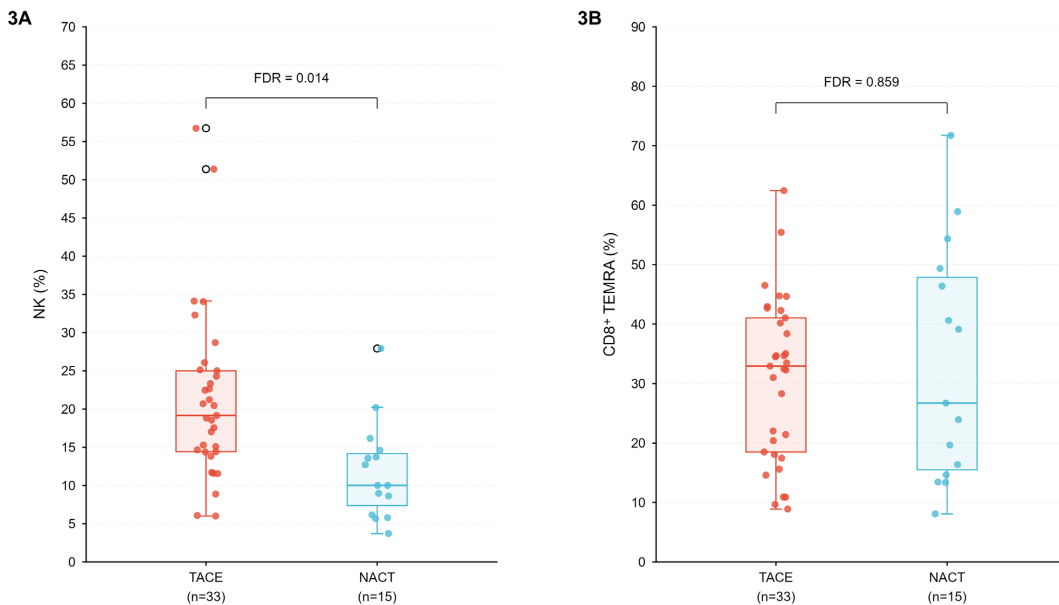 3A
70
65
60
55
50
45
40
35
30
25
20
15
10
5
0
NK (%)
FDR = 0.014
TACE
(n=33)
NACT
(n=15)
3B
90
80
70
60
50
40
30
20
10
0
CD8⁺ TEMRA (%)
FDR = 0.859
TACE
(n=33)
NACT
(n=15)